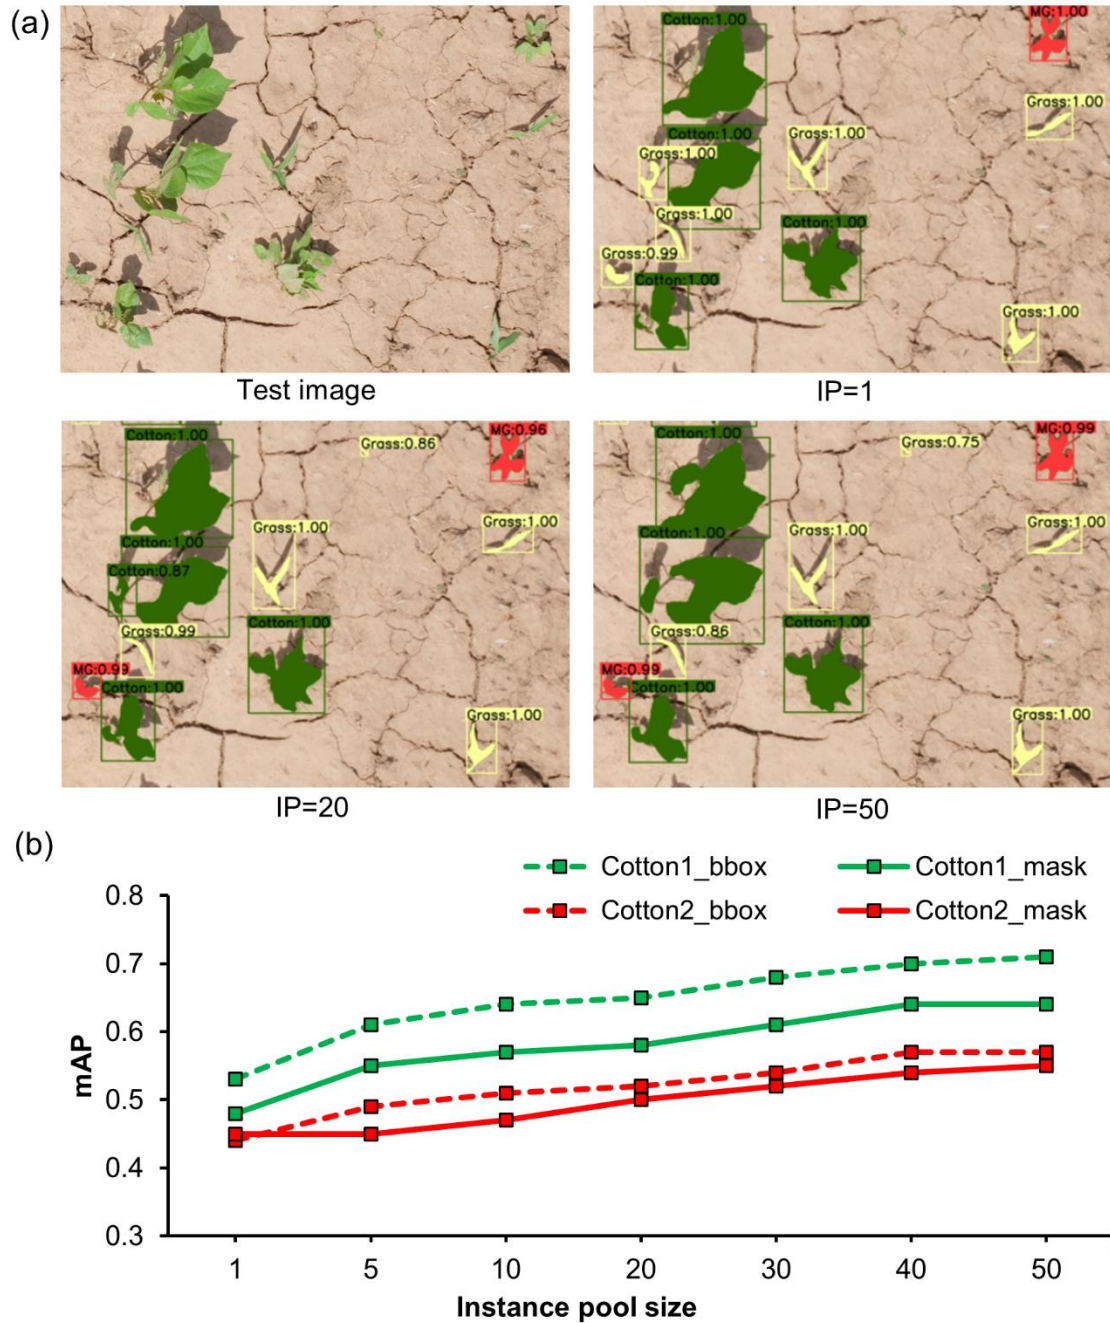 (a)
Test image
Cotton:1.00
MG:1.00
Grass:1.00
Cotton:1.00
Grass:1.00
Grass:1.00
Grass:1.00
Cotton:1.00
Grass:0.99
Cotton:1.00
Grass:1.00
IP=1
Cotton:1.00
MG:0.96
Grass:0.86
Grass:1.00
Grass:1.00
Cotton:1.00
Cotton:0.87
Grass:0.99
Cotton:1.00
MG:0.99
Cotton:1.00
Grass:1.00
IP=20
Cotton:1.00
MG:0.99
Grass:0.75
Grass:1.00
Grass:1.00
Cotton:1.00
Grass:0.86
Cotton:1.00
MG:0.99
Cotton:1.00
Grass:1.00
IP=50
(b)
Cotton1_bbox
Cotton1_mask
Cotton2_bbox
Cotton2_mask
0.8
0.7
0.6
0.5
0.4
0.3
mAP
1 5 10 20 30 40 50
Instance pool size